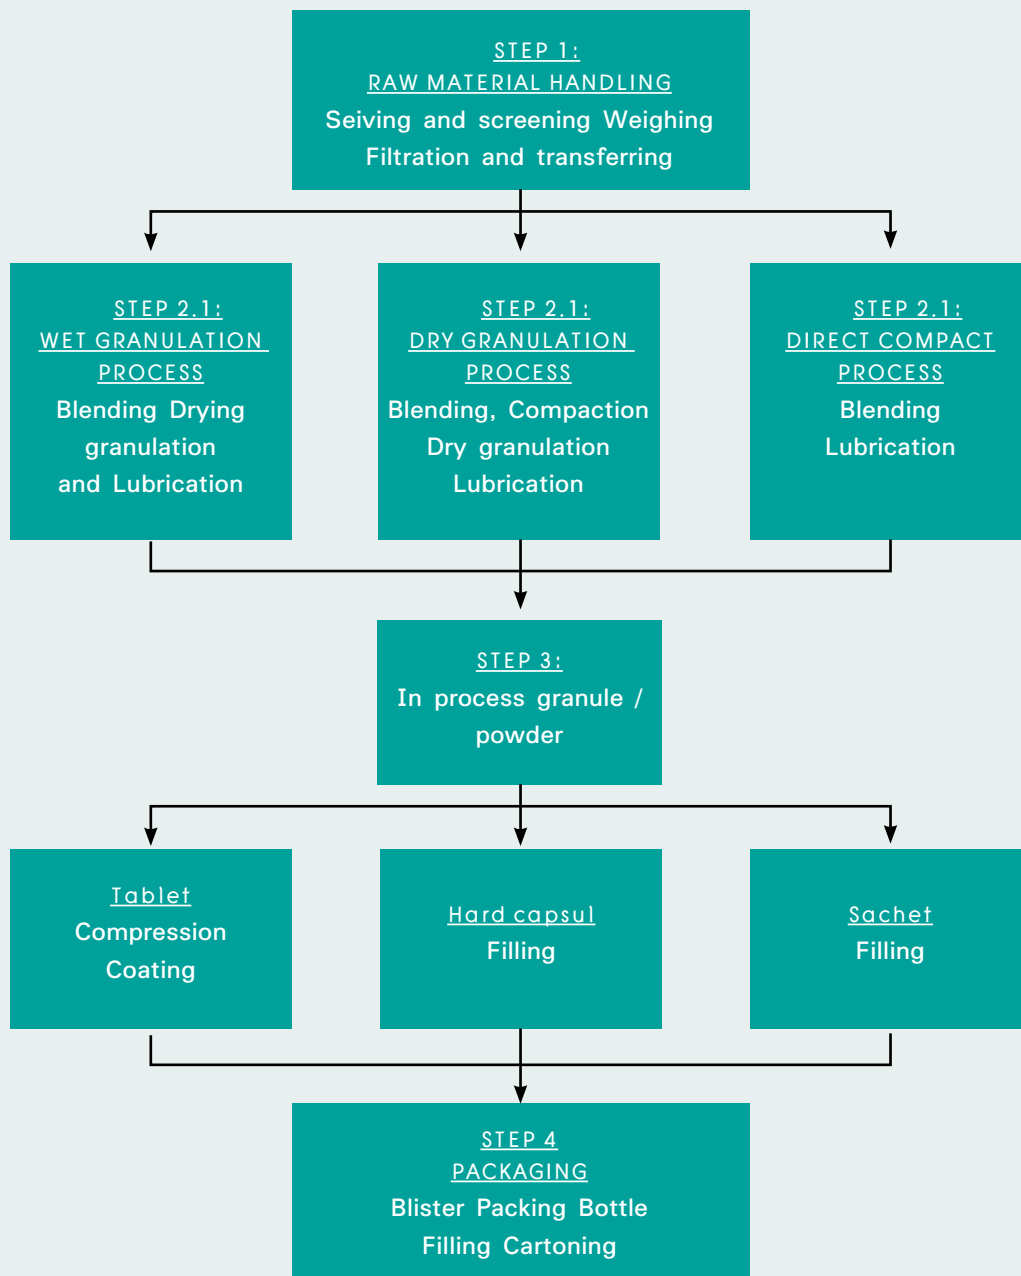 STEP 1:
RAW MATERIAL HANDLING
Seiving and screening Weighing
Filtration and transferring
STEP 2.1:
WET GRANULATION
PROCESS
Blending Drying
granulation
and Lubrication
STEP 2.1:
DRY GRANULATION
PROCESS
Blending, Compaction
Dry granulation
Lubrication
STEP 2.1:
DIRECT COMPACT
PROCESS
Blending
Lubrication
STEP 3:
In process granule /
powder
Tablet
Compression
Coating
Hard capsul
Filling
Sachet
Filling
STEP 4
PACKAGING
Blister Packing Bottle
Filling Cartoning